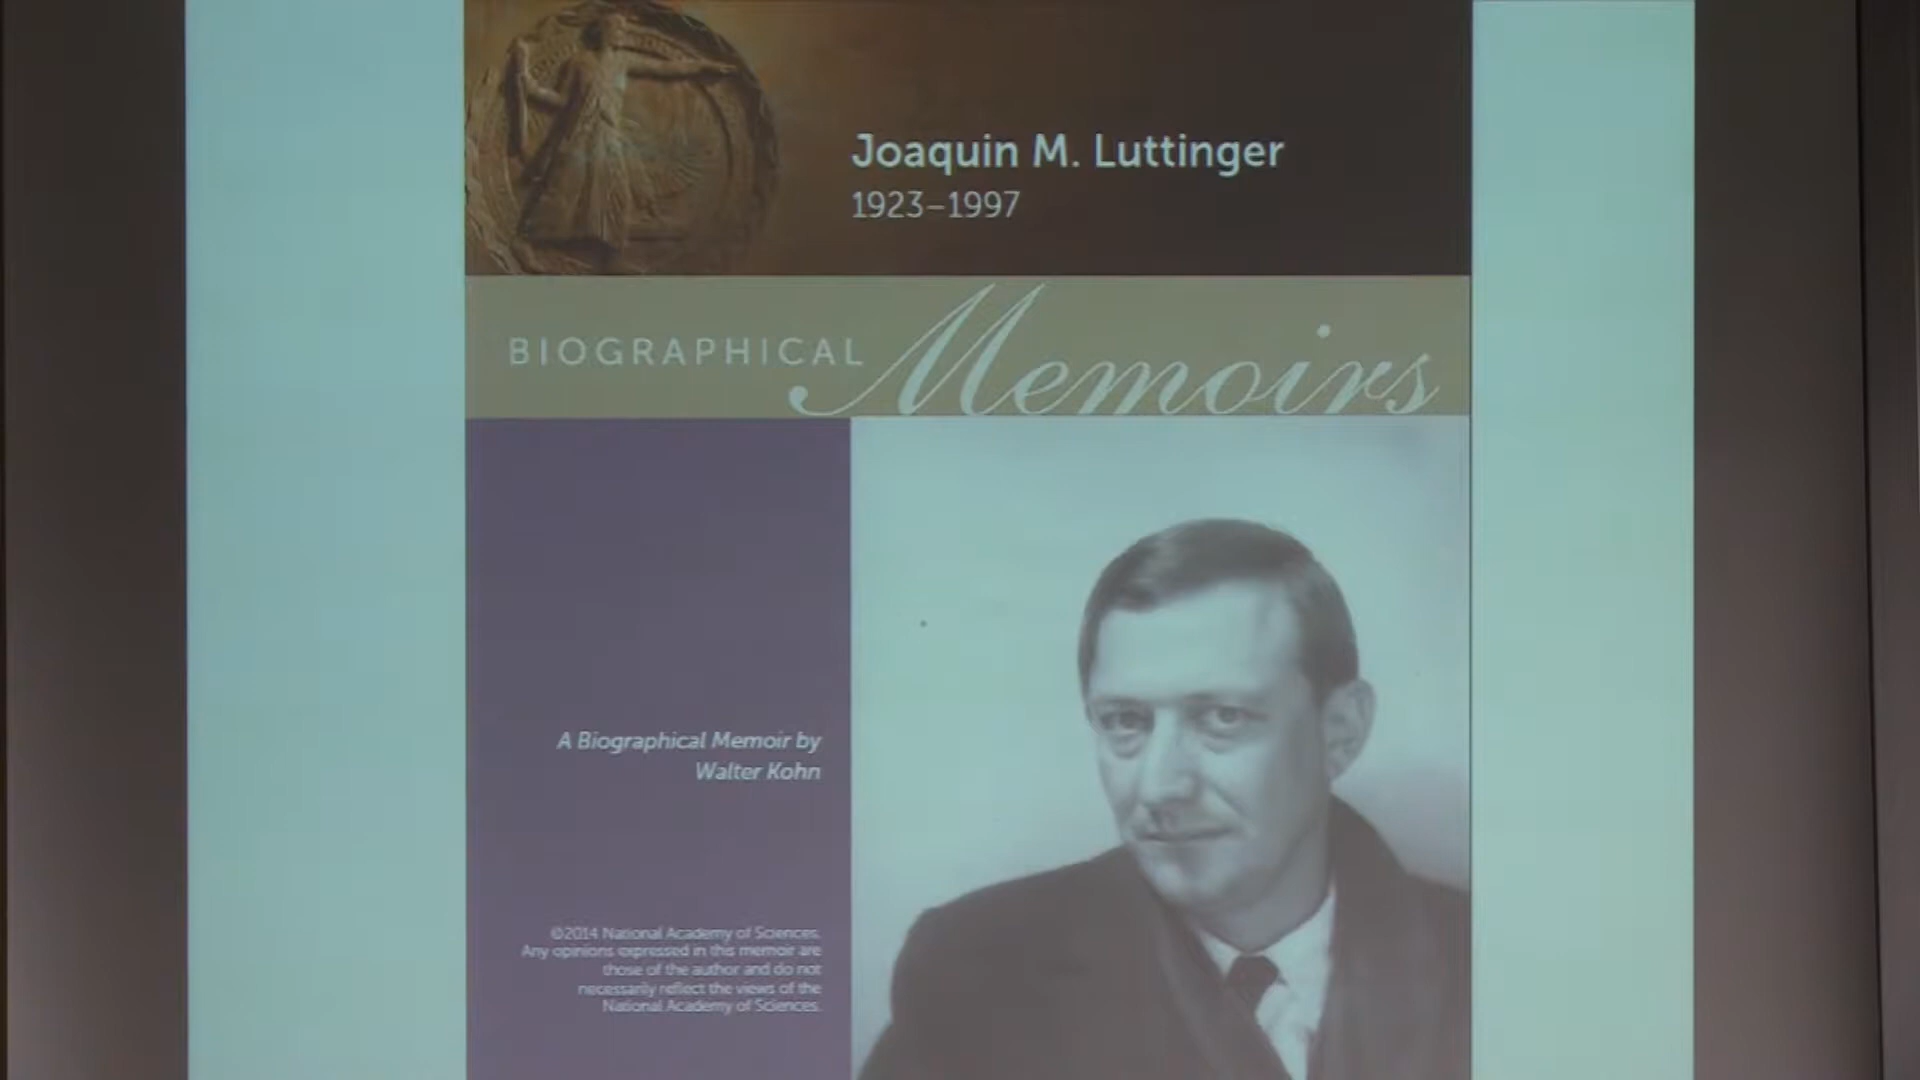 Joaquin M. Luttinger
1923–1997
BIOGRAPHICAL Memoirs
A Biographical Memoir by
Walter Kohn
©2014 National Academy of Sciences.
Any opinions expressed in this memoir are
those of the author and do not
necessarily reflect the views of the
National Academy of Sciences.